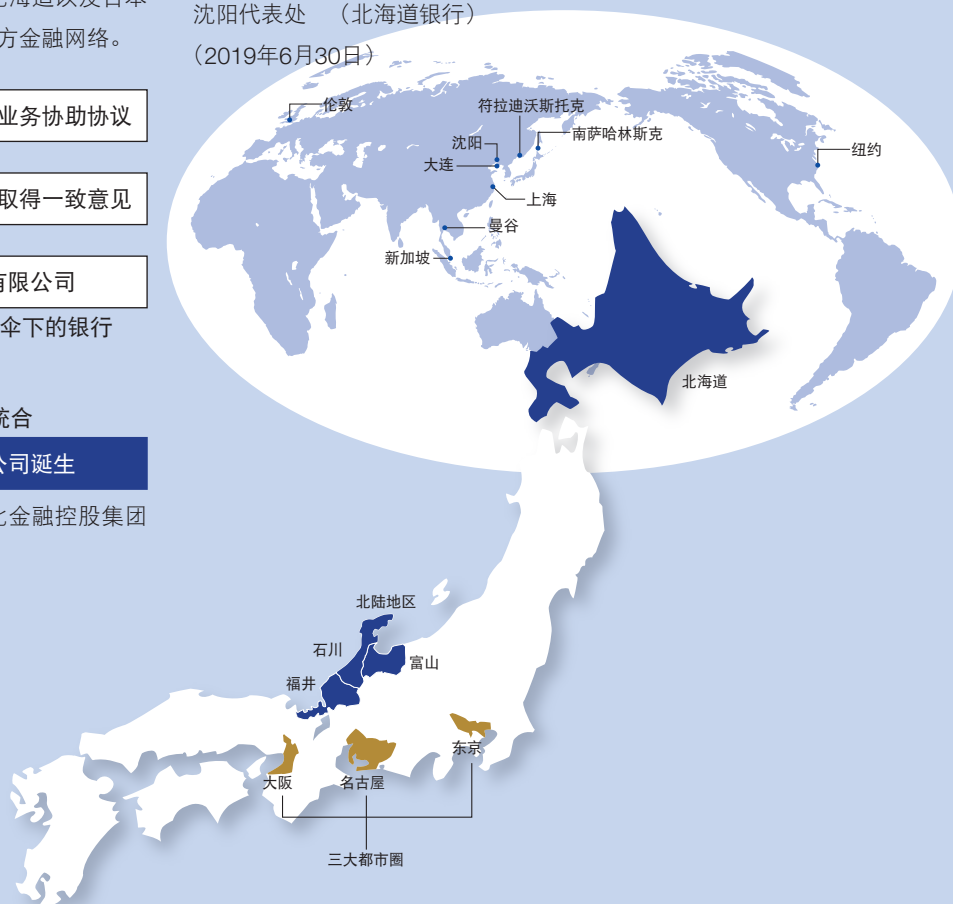 北海道以及日本
方金融网络。
业务协助协议
取得一致意见
有限公司
伞下的银行
统合
公司诞生
金融控股集团
沈阳代表处 （北海道银行）
（2019年6月30日）
伦敦
符拉迪沃斯托克
沈阳
南萨哈林斯克
大连
纽约
上海
曼谷
新加坡
北海道
北陆地区
石川
富山
福井
东京
大阪
名古屋
三大都市圈